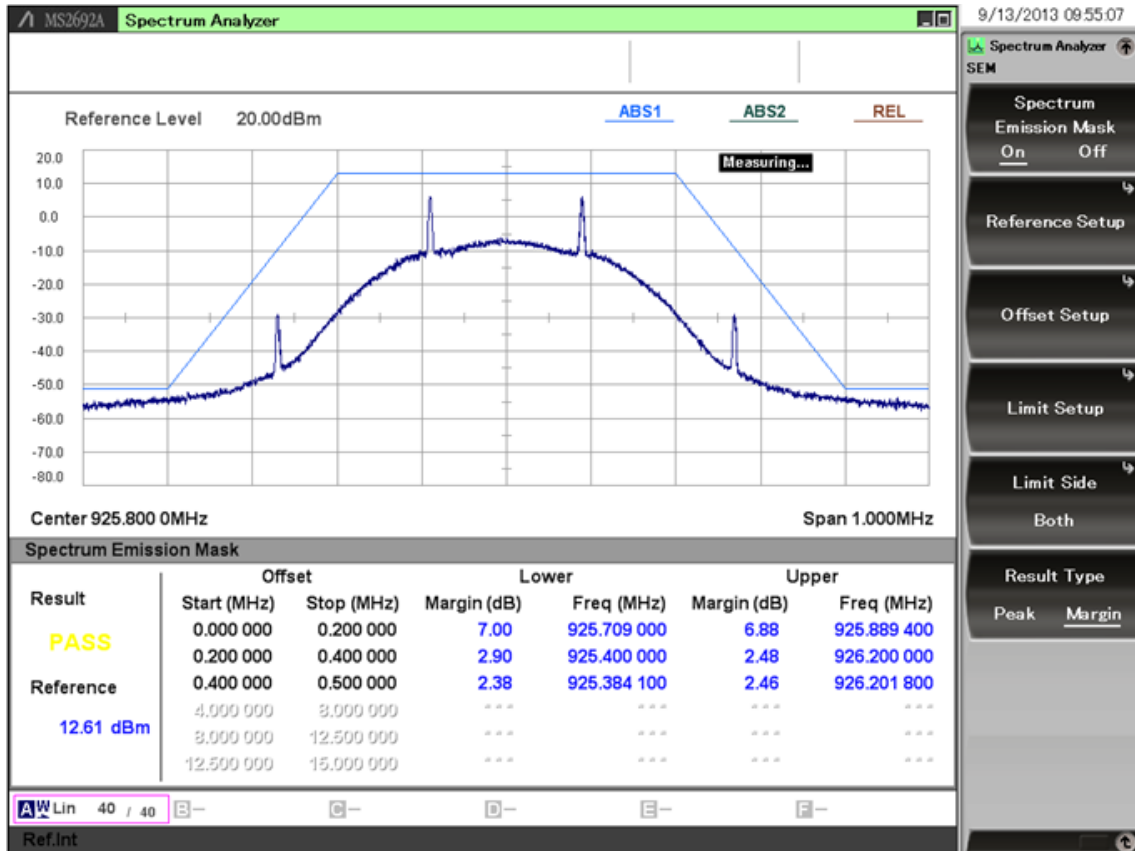 MS2692A Spectrum Analyzer
9/13/2013 09:55:07
Spectrum Analyzer
SEM
Reference Level 20.00dBm
ABS1 ABS2 REL
Measuring...
20.0
10.0
0.0
-10.0
-20.0
-30.0
-40.0
-50.0
-60.0
-70.0
-80.0
Center 925.800 0MHz Span 1.000MHz
Spectrum Emission Mask
Offset Lower Upper
Result Start (MHz) Stop (MHz) Margin (dB) Freq (MHz) Margin (dB) Freq (MHz)
0.000 000 0.200 000 7.00 925.709 000 6.88 925.889 400
PASS
0.200 000 0.400 000 2.90 925.400 000 2.48 926.200 000
Reference 0.400 000 0.500 000 2.38 925.384 100 2.46 926.201 800
4.000 000 8.000 000 *** *** *** ***
12.61 dBm 8.000 000 12.500 000 *** *** *** ***
12.500 000 15.000 000 *** *** *** ***
A W Lin 40 / 40 B- C- D- E- F-
Ref.Int
Spectrum
Emission Mask
On Off
Reference Setup
Offset Setup
Limit Setup
Limit Side
Both
Result Type
Peak Margin